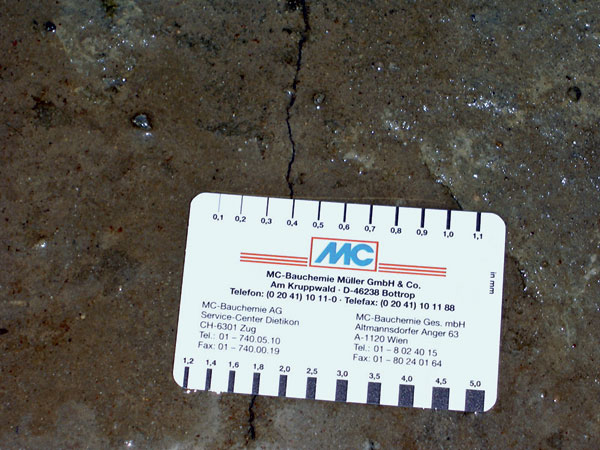 0,1 0,2 0,3 0,4 0,5 0,6 0,7 0,8 0,9 1,0 1,1
in mm
MC
MC-Bauchemie Müller GmbH & Co.
Am Kruppwald · D-46238 Bottrop
Telefon: (0 20 41) 10 11-0 · Telefax: (0 20 41) 10 11 88
MC-Bauchemie AG
Service-Center Dietikon
CH-6301 Zug
Tel.: 01 – 740.05.10
Fax: 01 – 740.00.19
MC-Bauchemie Ges. mbH
Altmannsdorfer Anger 63
A-1120 Wien
Tel.: 01 – 8 02 40 15
Fax: 01 – 80 24 01 64
1,2 1,4 1,6 1,8 2,0 2,5 3,0 3,5 4,0 4,5 5,0